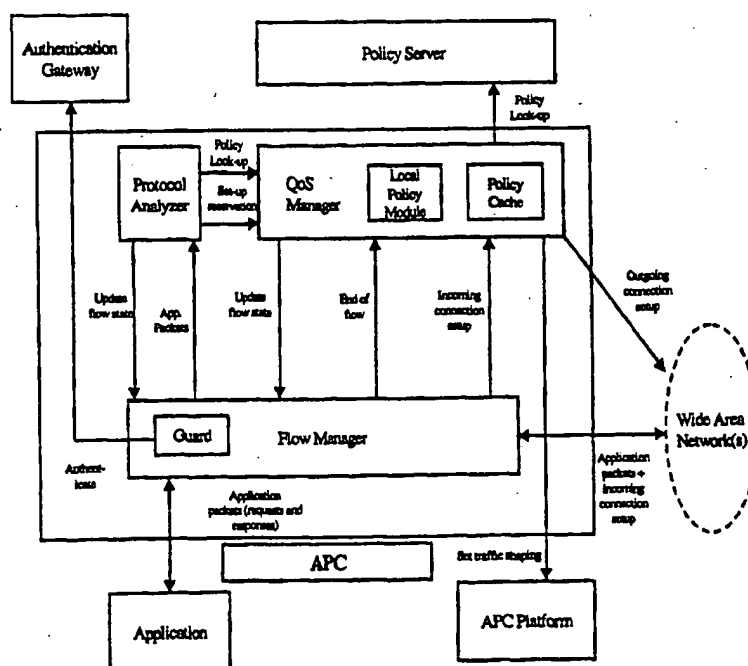 Authentication
Gateway
Policy Server
Policy
Look-up
Policy
Look-up
Protocol
Analyzer
Set-up
reservation
QoS
Manager
Local
Policy
Module
Policy
Cache
Update
flow state
App.
Packets
Update
flow state
End of
flow
Incoming
connection
setup
Outgoing
connection
setup
Guard
Flow Manager
Wide Area
Network(s)
Authent-
icate
Application
packets (requests and
responses)
Application
packets +
incoming
connection
setup
APC
Set traffic shaping
Application
APC Platform